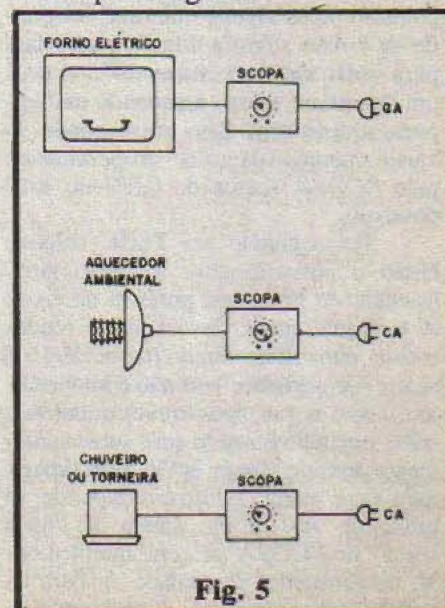 FORNO ELÉTRICO
SCOPA
CA
AQUECEDOR
AMBIENTAL
SCOPA
CA
CHUVEIRO
OU TORNEIRA
SCOPA
CA
Fig. 5